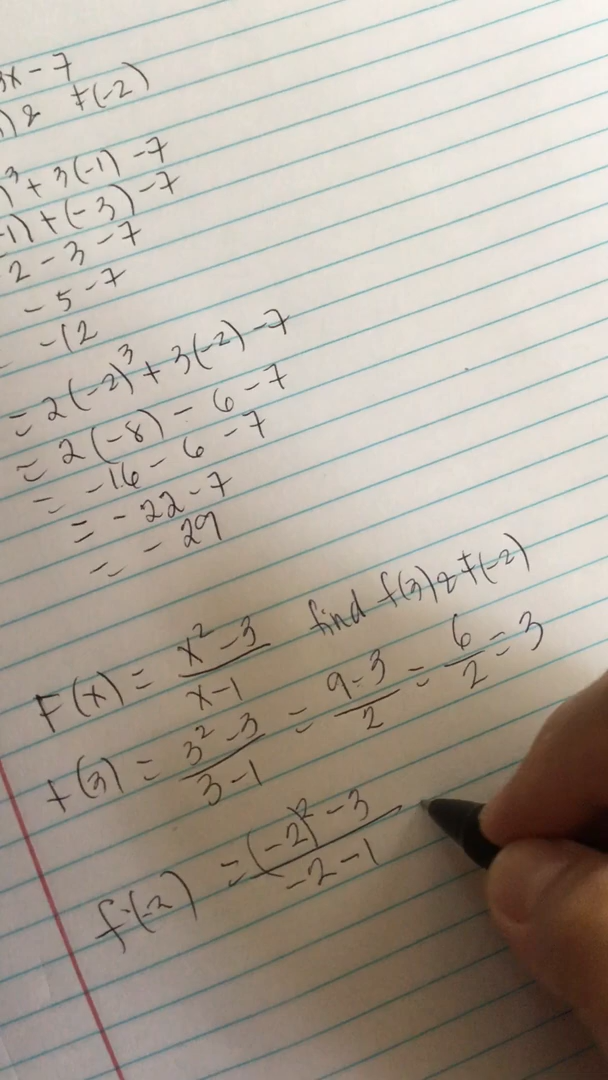 3x - 7
1) & f(-2)
)³ + 3(-1) - 7
-1) + (-3) - 7
2 - 3 - 7
- 5 - 7
-12
= 2(-2)³ + 3(-2) - 7
= 2(-8) - 6 - 7
= -16 - 6 - 7
= - 22 - 7
= - 29
F(x) = x² - 3 / x - 1 find f(3) & f(-2)
f(3) = 3² - 3 / 3 - 1 = 9 - 3 / 2 = 6 / 2 = 3
f(-2) = (-2)² - 3 / -2 - 1